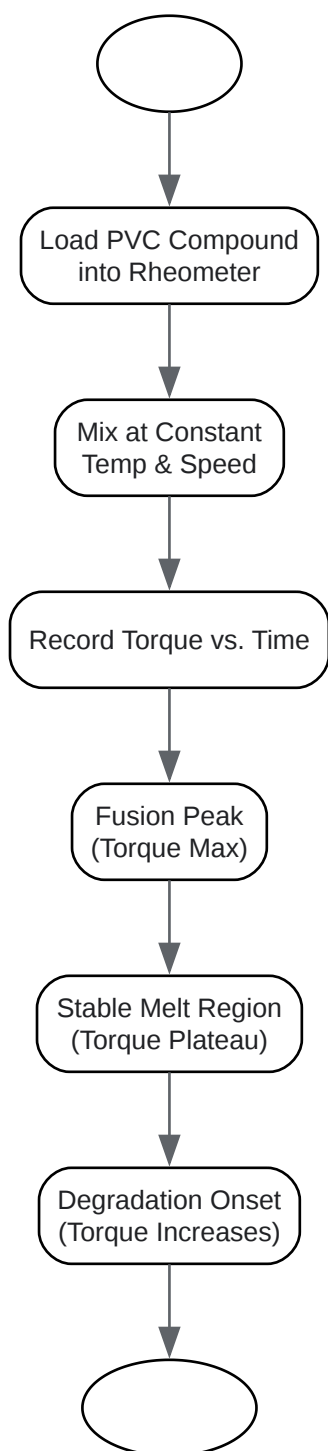 Load PVC Compound
into Rheometer
Mix at Constant
Temp & Speed
Record Torque vs. Time
Fusion Peak
(Torque Max)
Stable Melt Region
(Torque Plateau)
Degradation Onset
(Torque Increases)